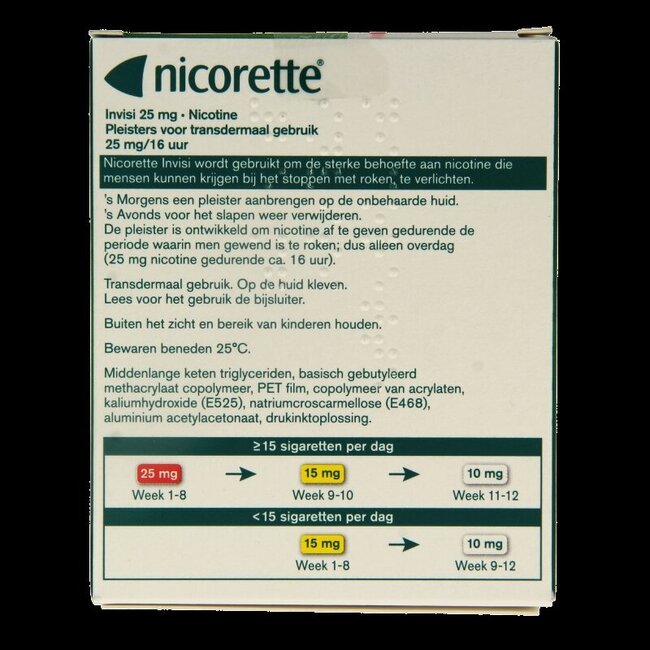 nicorette®
Invisi 25 mg • Nicotine
Pleisters voor transdermaal gebruik
25 mg/16 uur
Nicorette Invisi wordt gebruikt om de sterke behoefte aan nicotine die
mensen kunnen krijgen bij het stoppen met roken, te verlichten.
's Morgens een pleister aanbrengen op de onbehaarde huid.
's Avonds voor het slapen weer verwijderen.
De pleister is ontwikkeld om nicotine af te geven gedurende de
periode waarin men gewend is te roken; dus alleen overdag
(25 mg nicotine gedurende ca. 16 uur).
Transdermaal gebruik. Op de huid kleven.
Lees voor het gebruik de bijsluiter.
Buiten het zicht en bereik van kinderen houden.
Bewaren beneden 25°C.
Middenlange keten triglyceriden, basisch gebutyleerd
methacrylaat copolymeer, PET film, copolymeer van acrylaten,
kaliumhydroxide (E525), natriumcroscarmellose (E468),
aluminium acetylacetonaat, drukinktoplossing.
≥15 sigaretten per dag
25 mg → 15 mg → 10 mg
Week 1-8 Week 9-10 Week 11-12
<15 sigaretten per dag
15 mg → 10 mg
Week 1-8 Week 9-12